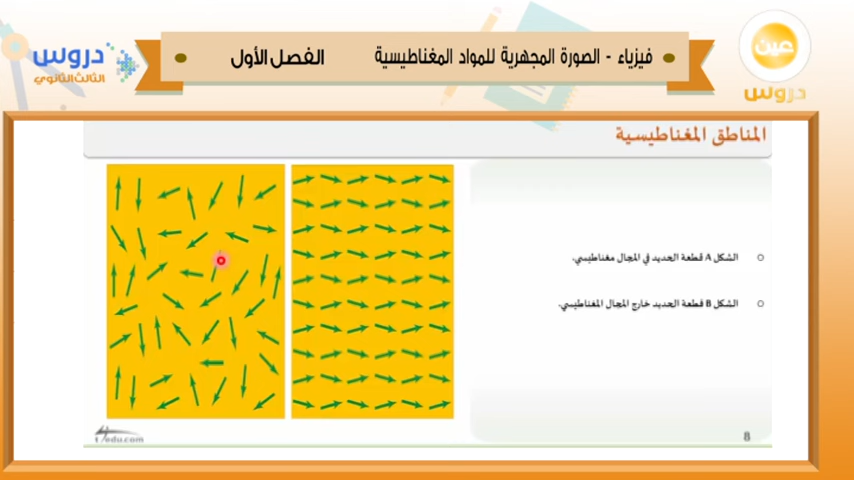 دروس
الثالث الثانوي
فيزياء - الصورة المجهرية للمواد المغناطيسية
الفصل الأول
عين
دروس
المناطق المغناطيسية
الشكل A قطعة الحديد في المجال مغناطيسي.
الشكل B قطعة الحديد خارج المجال المغناطيسي.
8